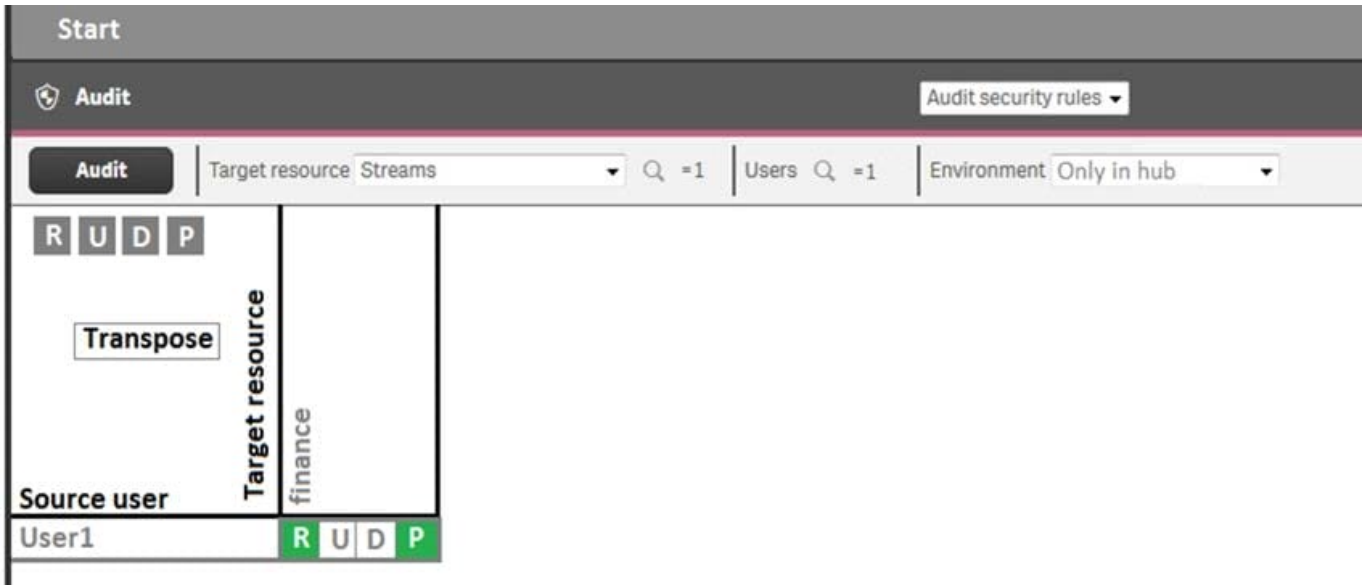 Start
Audit
Audit security rules
Audit
Target resource Streams =1 Users =1 Environment Only in hub
R U D P
Transpose
Target resource
finance
Source user
User1 R U D P